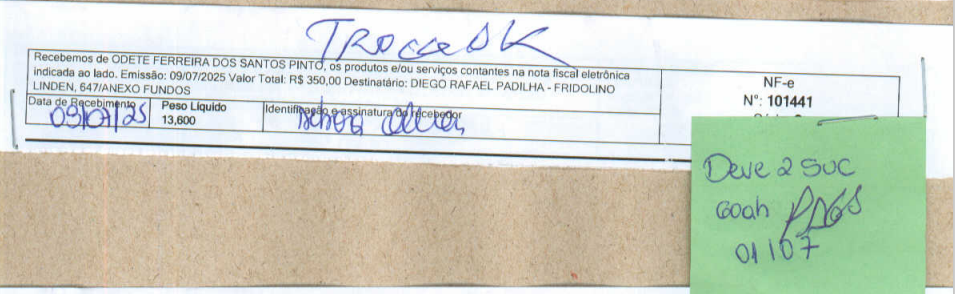 Troca OK
Recebemos de ODETE FERREIRA DOS SANTOS PINTO, os produtos e/ou serviços contantes na nota fiscal eletrônica
indicada ao lado. Emissão: 09/07/2025 Valor Total: R$ 350,00 Destinatário: DIEGO RAFAEL PADILHA - FRIDOLINO
LINDEN, 647/ANEXO FUNDOS
NF-e
N°: 101441
Data de Recebimento
Peso Líquido
Identificação e assinatura do recebedor
09/07/25
13,600
Deve 2 suc
60ah
01/07